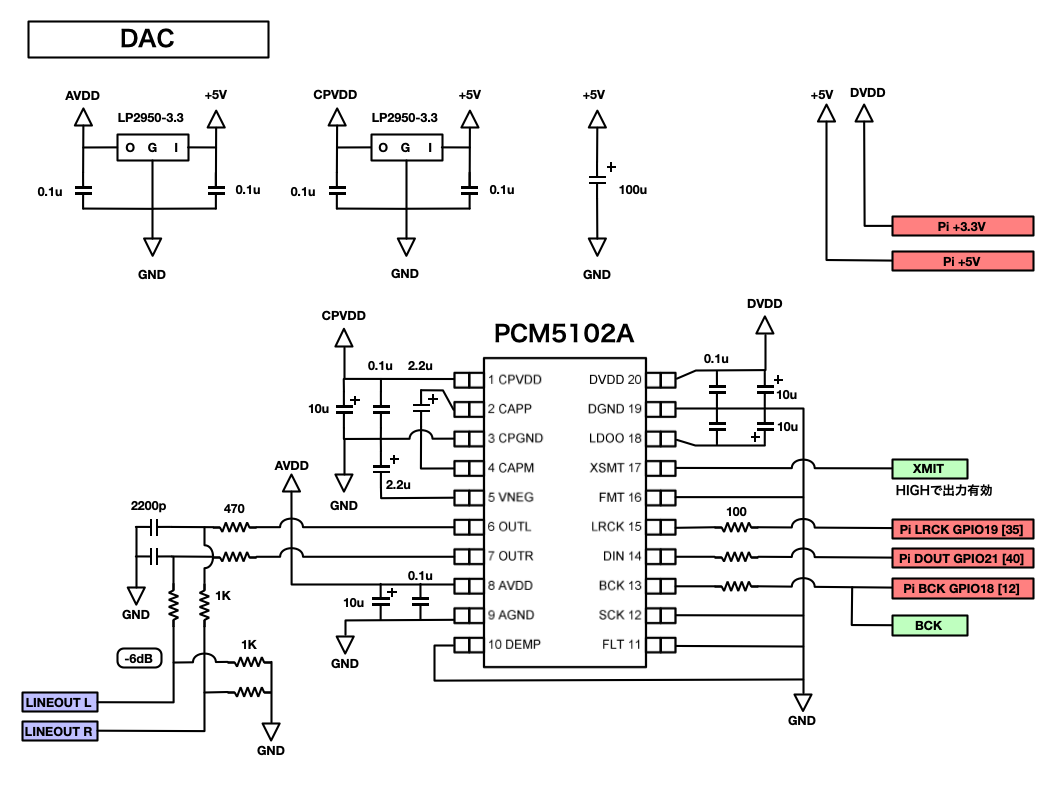 DAC
AVDD
+5V
LP2950-3.3
O G I
0.1u
0.1u
GND
CPVDD
+5V
LP2950-3.3
O G I
0.1u
0.1u
GND
+5V
+
100u
GND
+5V
DVDD
Pi +3.3V
Pi +5V
PCM5102A
CPVDD
0.1u
2.2u
10u
+
+
+
2.2u
GND
1 CPVDD
2 CAPP
3 CPGND
4 CAPM
5 VNEG
6 OUTL
7 OUTR
8 AVDD
9 AGND
10 DEMP
DVDD 20
DGND 19
LDOO 18
XSMT 17
FMT 16
LRCK 15
DIN 14
BCK 13
SCK 12
FLT 11
DVDD
0.1u
+
10u
10u
+
XMIT
HIGHで出力有効
100
Pi LRCK GPIO19 [35]
Pi DOUT GPIO21 [40]
Pi BCK GPIO18 [12]
BCK
GND
AVDD
2200p
470
GND
1K
0.1u
10u
+
GND
-6dB
1K
LINEOUT L
LINEOUT R
GND